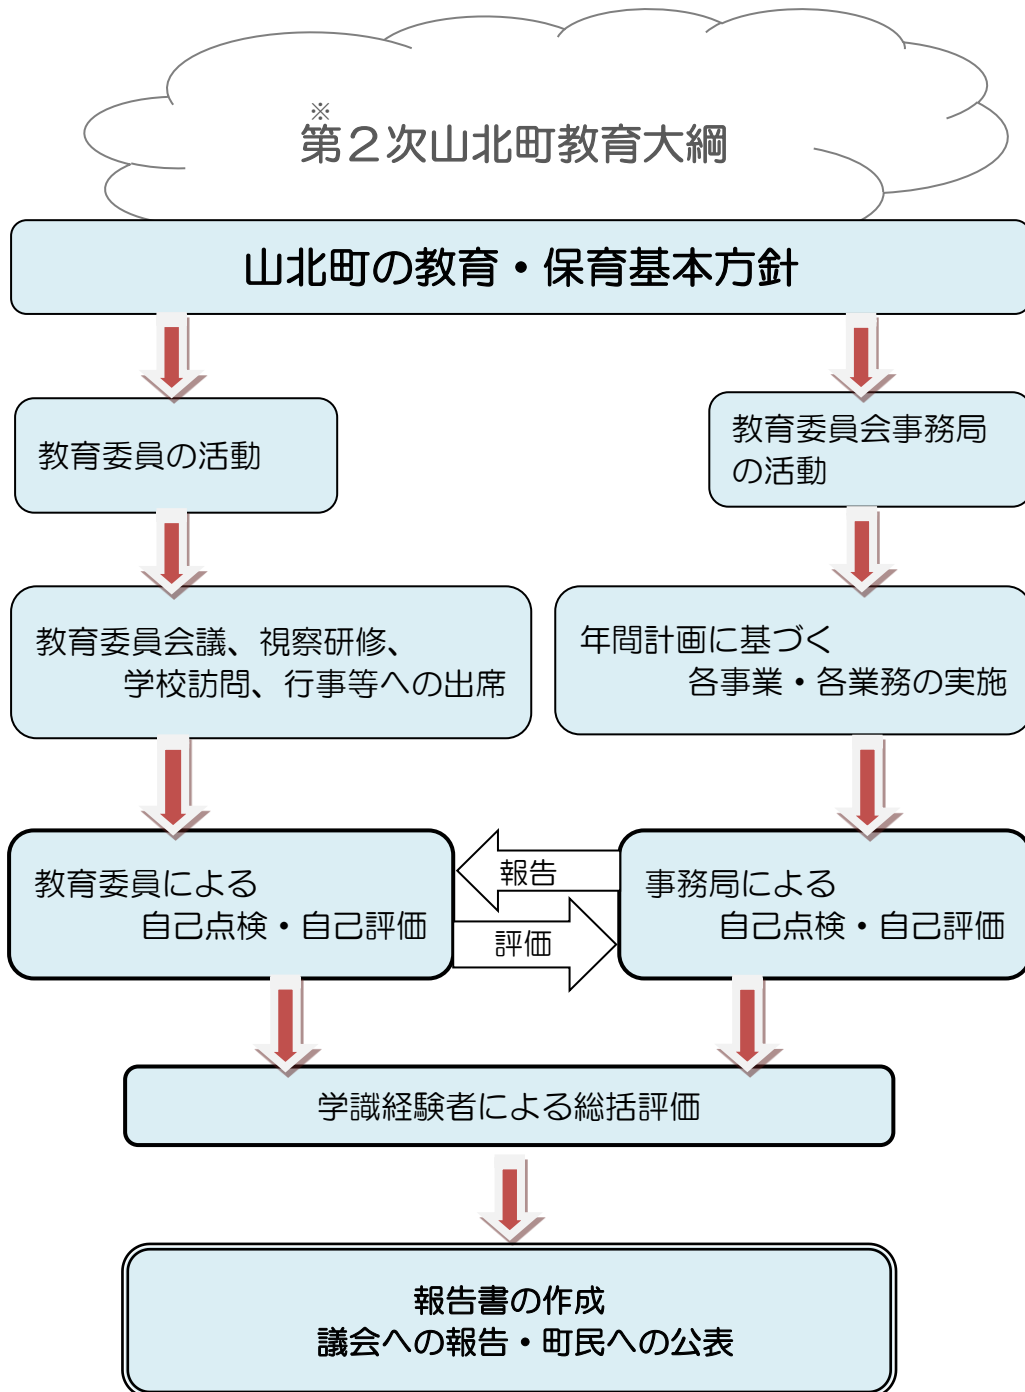 ※
第２次山北町教育大綱
山北町の教育・保育基本方針
教育委員の活動
教育委員会事務局
の活動
教育委員会議、視察研修、
学校訪問、行事等への出席
年間計画に基づく
各事業・各業務の実施
教育委員による
自己点検・自己評価
報告
評価
事務局による
自己点検・自己評価
学識経験者による総括評価
報告書の作成
議会への報告・町民への公表